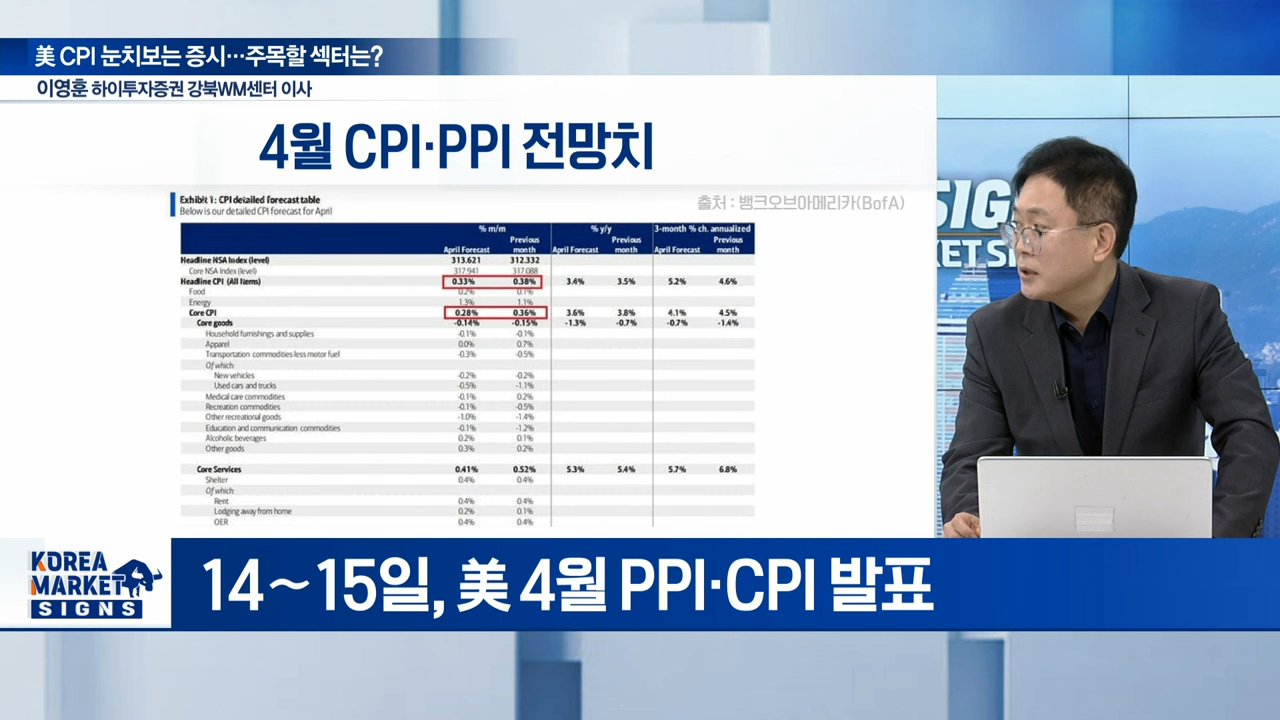 美 CPI 눈치보는 증시…주목할 섹터는?
이영훈 하이투자증권 강북WM센터 이사
4월 CPI·PPI 전망치
Exhibit 1: CPI detailed forecast table
Below is our detailed CPI forecast for April
출처 : 뱅크오브아메리카(BofA)
% m/m % y/y 3-month % ch. annualized
April Forecast Previous month April Forecast Previous month April Forecast Previous month
Headline NSA Index (level) 313.621 312.332
Core NSA Index (level) 317.941 317.088
Headline CPI (All Items) 0.33% 0.38% 3.4% 3.5% 5.2% 4.6%
Food 0.2% 0.1%
Energy 1.3% 1.1%
Core CPI 0.28% 0.36% 3.6% 3.8% 4.1% 4.5%
Core goods -0.14% -0.15% -1.3% -0.7% -0.7% -1.4%
Household furnishings and supplies -0.1% -0.1%
Apparel 0.0% 0.7%
Transportation commodities less motor fuel -0.3% -0.5%
Of which:
New vehicles -0.2% -0.2%
Used cars and trucks -0.5% -1.1%
Medical care commodities -0.1% 0.2%
Recreation commodities -0.1% -0.5%
Other recreational goods -1.0% -1.4%
Education and communication commodities -0.1% -1.2%
Alcoholic beverages 0.2% 0.1%
Other goods 0.3% 0.2%
Core Services 0.41% 0.52% 5.3% 5.4% 5.7% 6.8%
Shelter 0.4% 0.4%
Of which:
Rent 0.4% 0.4%
Lodging away from home 0.2% 0.1%
OER 0.4% 0.4%
SIG
KET SI
KOREA
MARKET
SIGNS
14～15일, 美 4월 PPI·CPI 발표